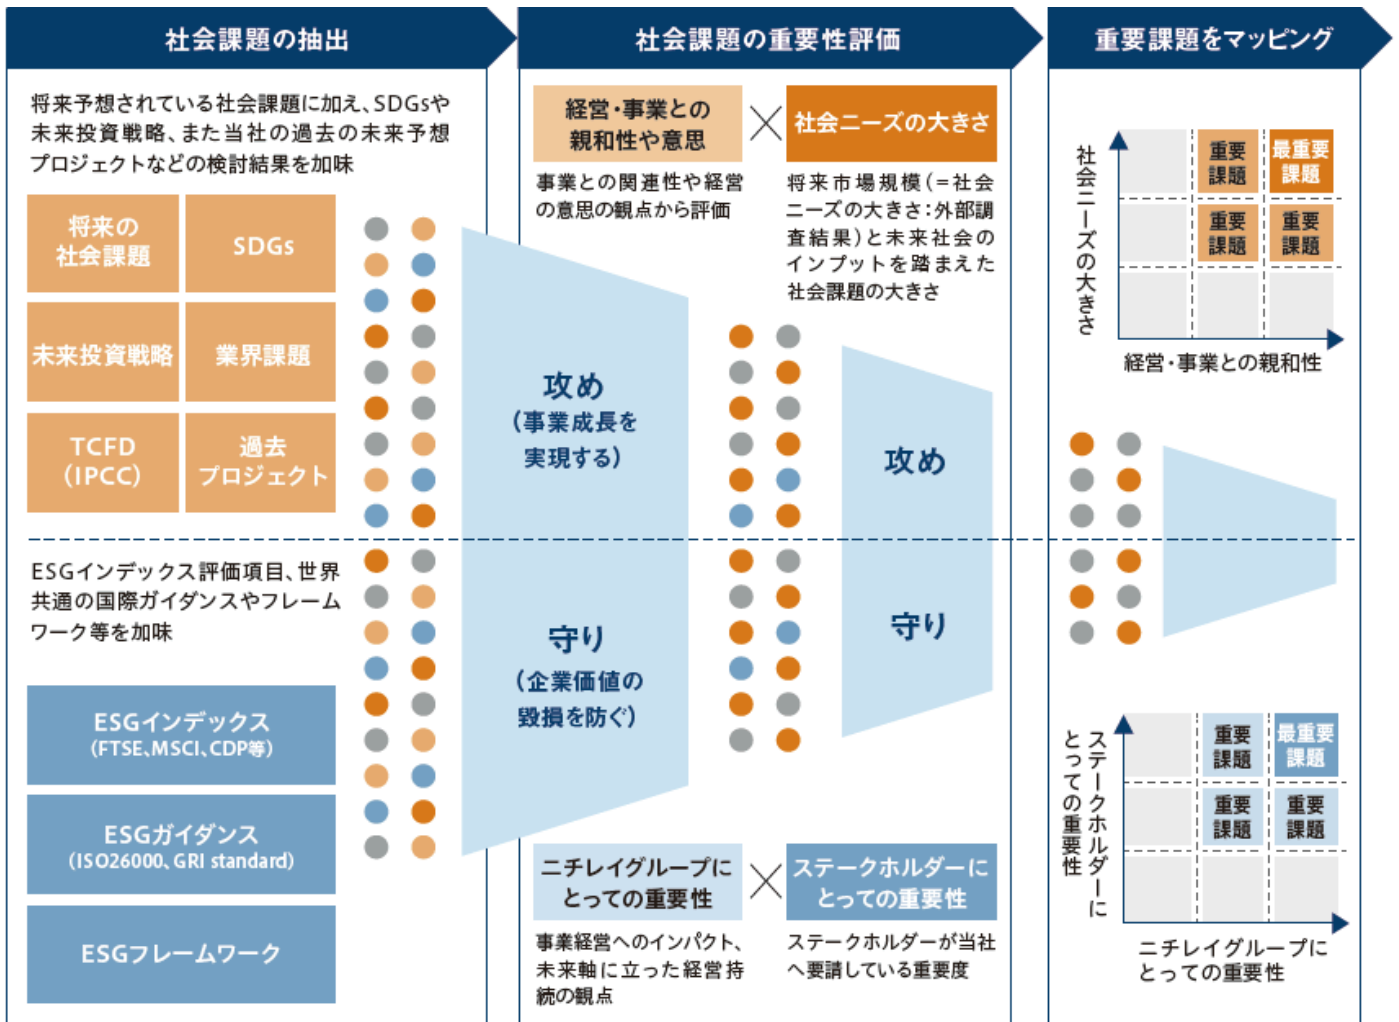 社会課題の抽出
将来予想されている社会課題に加え、SDGsや
未来投資戦略、また当社の過去の未来予想
プロジェクトなどの検討結果を加味
将来の
社会課題
SDGs
未来投資戦略
業界課題
TCFD
(IPCC)
過去
プロジェクト
攻め
(事業成長を
実現する)
ESGインデックス評価項目、世界
共通の国際ガイダンスやフレーム
ワーク等を加味
ESGインデックス
(FTSE、MSCI、CDP等)
ESGガイダンス
(ISO26000、GRI standard)
ESGフレームワーク
守り
(企業価値の
毀損を防ぐ)
社会課題の重要性評価
経営・事業との
親和性や意思
×
社会ニーズの大きさ
事業との関連性や経営
の意思の観点から評価
将来市場規模(=社会
ニーズの大きさ:外部調
査結果)と未来社会の
インプットを踏まえた
社会課題の大きさ
攻め
守り
ニチレイグループに
とっての重要性
×
ステークホルダーに
とっての重要性
事業経営へのインパクト、
未来軸に立った経営持
続の観点
ステークホルダーが当社
へ要請している重要度
重要課題をマッピング
社会ニーズの大きさ
重要
課題
最重要
課題
重要
課題
重要
課題
経営・事業との親和性
ステークホルダーに
とっての重要性
重要
課題
最重要
課題
重要
課題
重要
課題
ニチレイグループに
とっての重要性